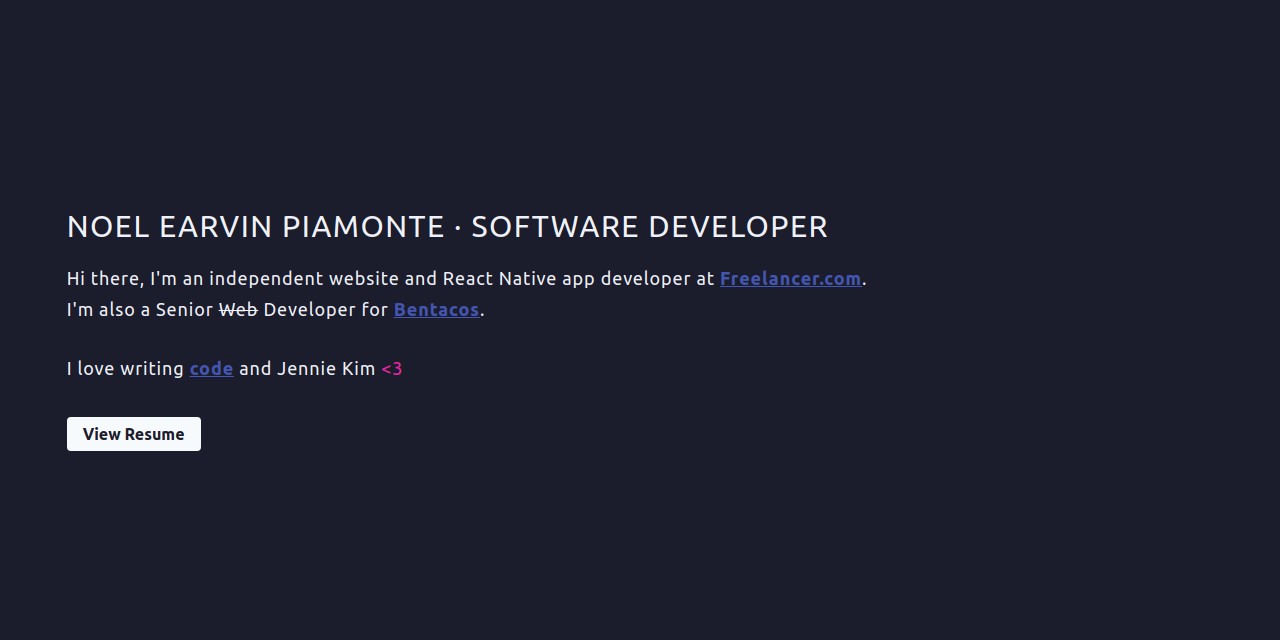 NOEL EARVIN PIAMONTE · SOFTWARE DEVELOPER
Hi there, I'm an independent website and React Native app developer at Freelancer.com.
I'm also a Senior Web Developer for Bentacos.
I love writing code and Jennie Kim <3
View Resume